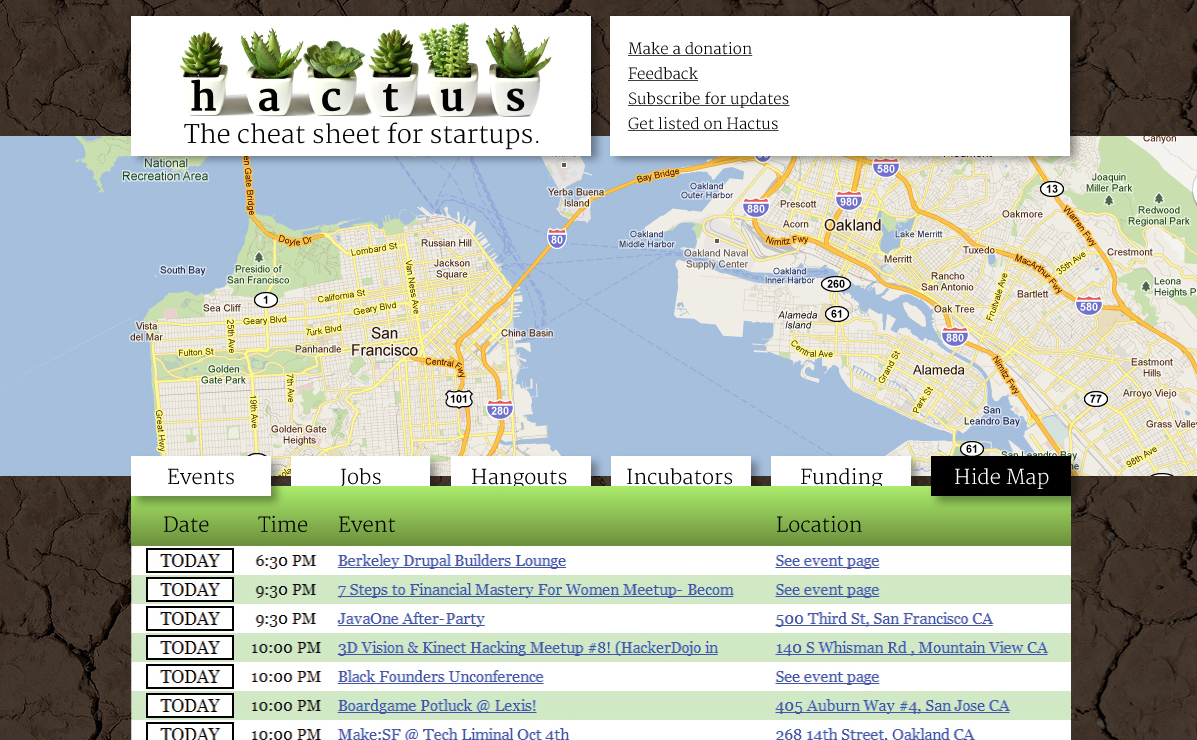 hactus
The cheat sheet for startups.
Make a donation
Feedback
Subscribe for updates
Get listed on Hactus
National
Recreation Area
Bay Bridge
Yerba Buena
Island
Oakland
Outer Harbor
880
580
980
Prescott
Acorn
Oakland
Lake Merritt
Oakland
Middle Harbor
Oakland Naval
Supply Center
Nimitz Fwy
Merritt
Oakland
Inner Harbor
260
61
Alameda
Island
Canyon
13
Joaquin
Miller Park
Redwood
Regional Park
Oakmore
Warren Fwy
Crestmont
Tuxedo
MacArthur Fwy
35th Ave
Rancho
San Antonio
Bartlett
Fruitvale Ave
Leona
Heights P
580
Oak Tree
880
Doyle Dr
Lombard St
Russian Hill
80
South Bay
Presidio of
San Francisco
Van Ness Ave
Jackson
Square
1
California St
Sea Cliff
Geary Blvd
Geary Blvd
Vista
del Mar
25th Ave
Turk Blvd
San
Francisco
China Basin
Fulton St
Panhandle
Central Fwy
Golden
Gate Park
7th Ave
19th Ave
Great Hwy
101
280
Golden Gate
Heights
Central Ave
Grand St
Alameda
Park St
Nimitz Fwy
Eastmont
Hills
77
Arroyo Viejo
San
Leandro Bay
Grass Valley
61
98th Ave
Events
Jobs
Hangouts
Incubators
Funding
Hide Map
Date Time Event Location
TODAY 6:30 PM Berkeley Drupal Builders Lounge See event page
TODAY 9:30 PM 7 Steps to Financial Mastery For Women Meetup- Becom See event page
TODAY 9:30 PM JavaOne After-Party 500 Third St, San Francisco CA
TODAY 10:00 PM 3D Vision & Kinect Hacking Meetup #8! (HackerDojo in 140 S Whisman Rd , Mountain View CA
TODAY 10:00 PM Black Founders Unconference See event page
TODAY 10:00 PM Boardgame Potluck @ Lexis! 405 Auburn Way #4, San Jose CA
TODAY 10:00 PM Make:SF @ Tech Liminal Oct 4th 268 14th Street, Oakland CA